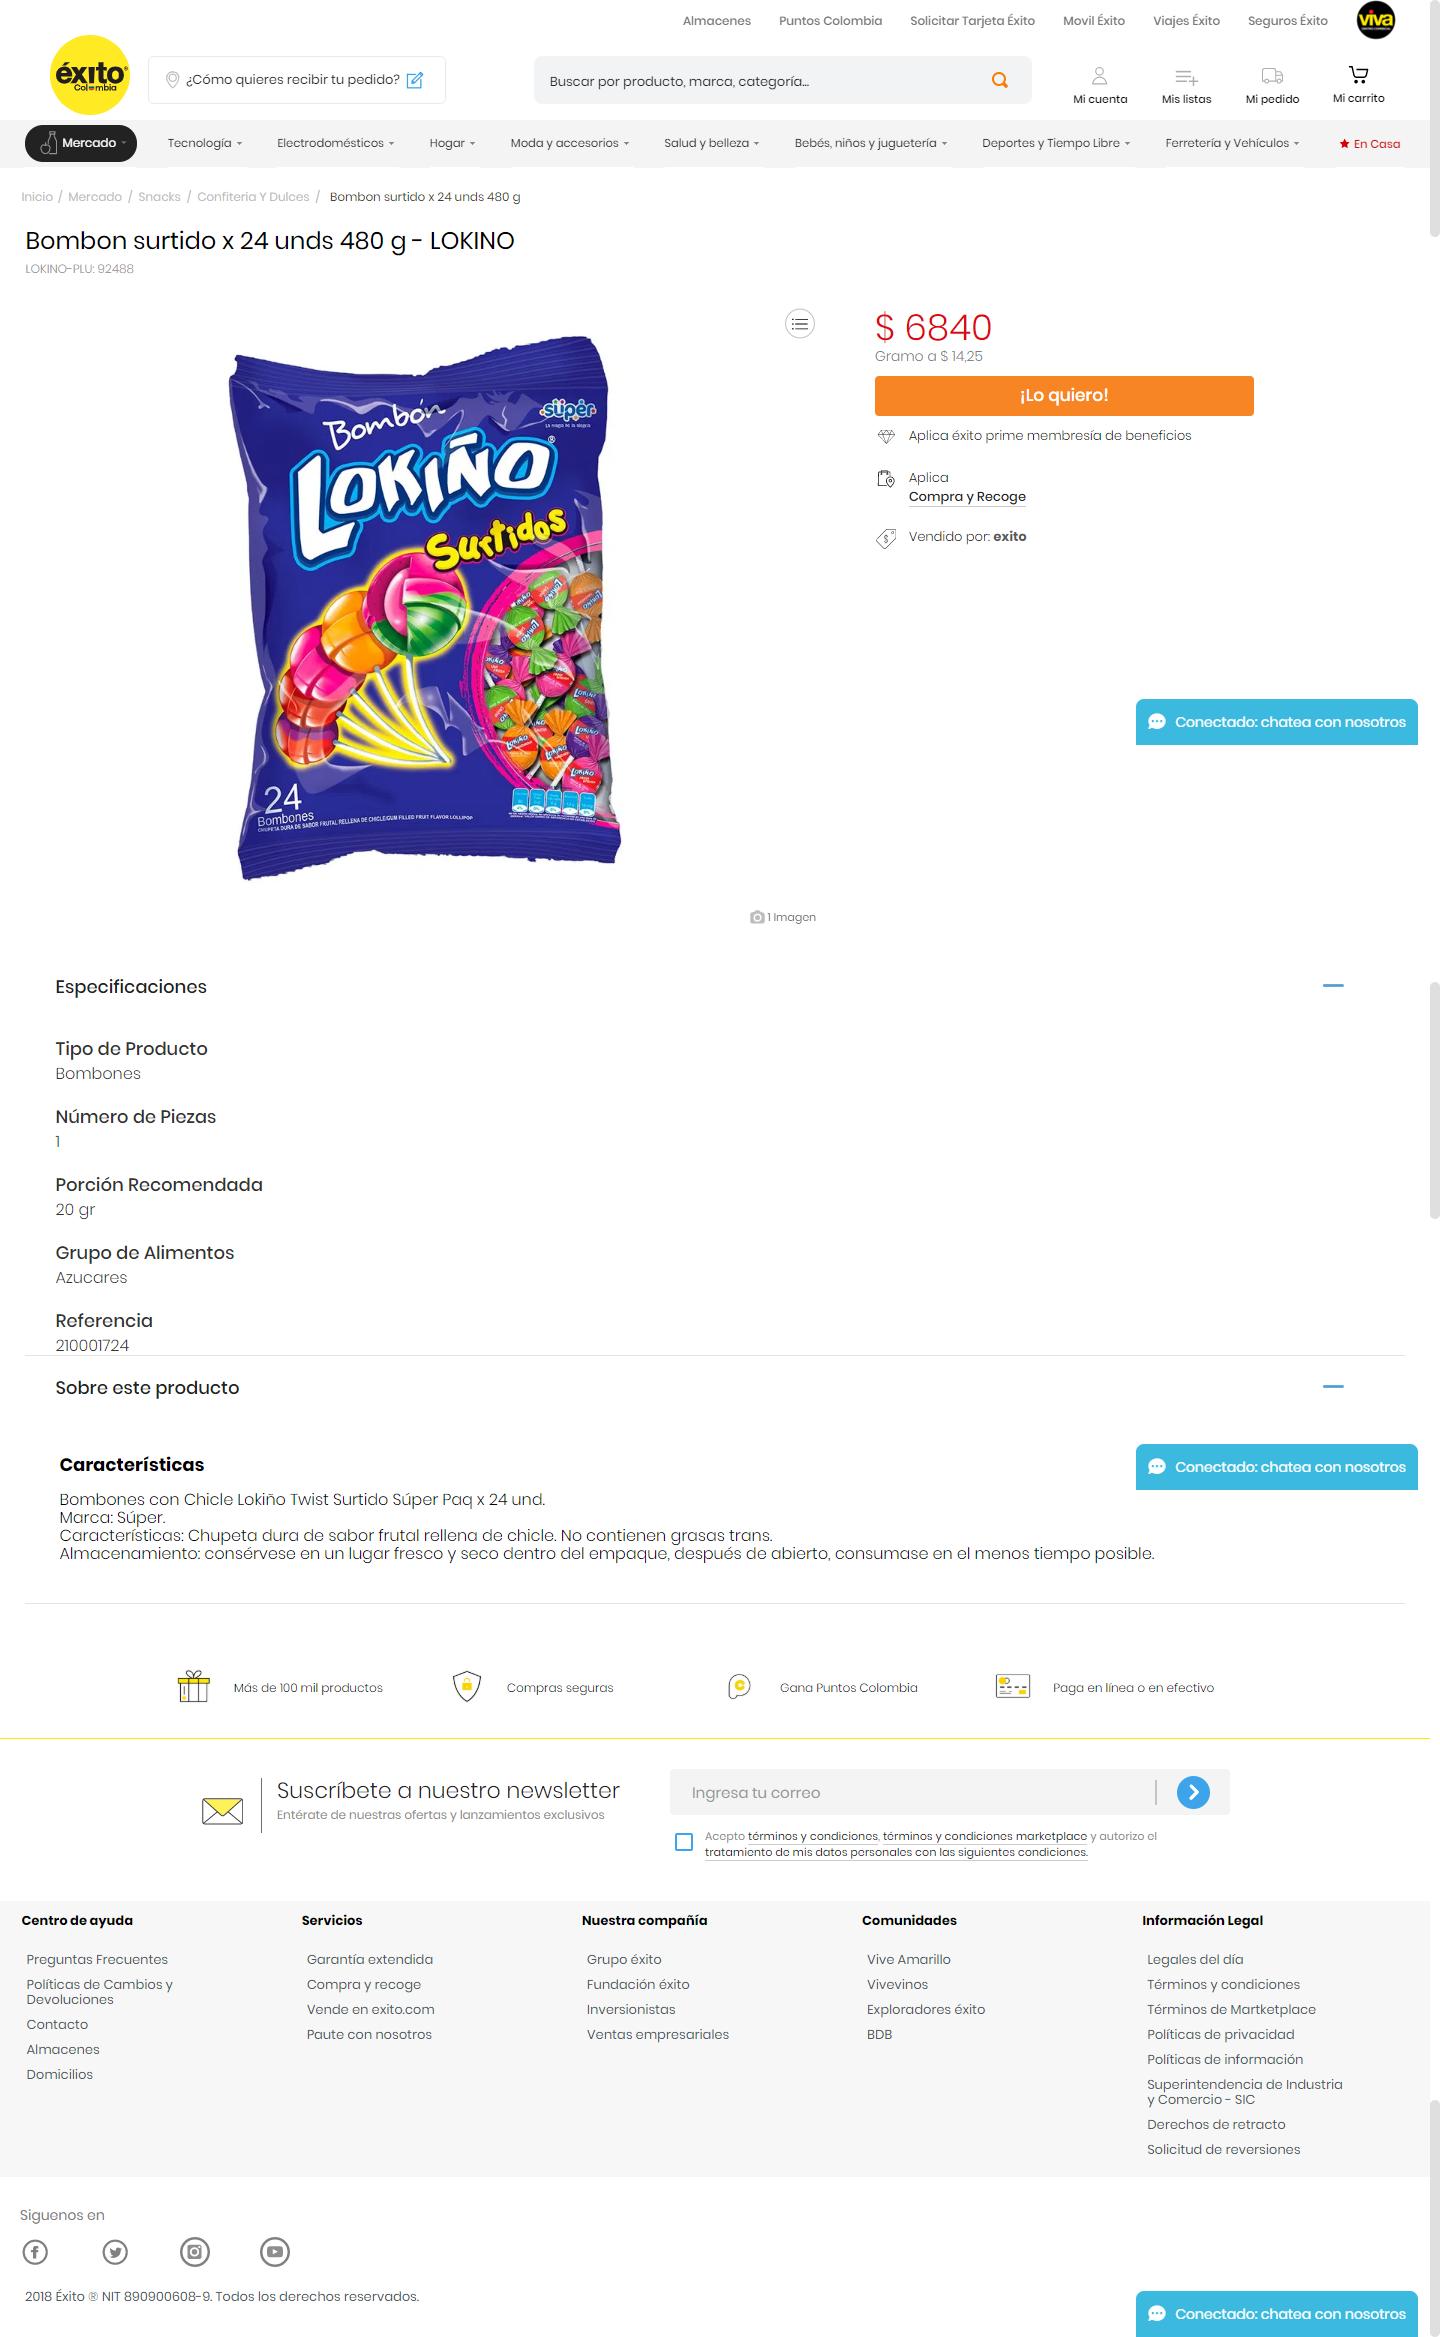 Almacenes Puntos Colombia Solicitar Tarjeta Éxito Movil Éxito Viajes Éxito Seguros Éxito viva
éxito
Colombia
¿Cómo quieres recibir tu pedido?
Buscar por producto, marca, categoría...
Mi cuenta Mis listas Mi pedido Mi carrito
Mercado Tecnología Electrodomésticos Hogar Moda y accesorios Salud y belleza Bebés, niños y juguetería Deportes y Tiempo Libre Ferretería y Vehículos En Casa
Inicio / Mercado / Snacks / Confiteria Y Dulces / Bombon surtido x 24 unds 480 g
Bombon surtido x 24 unds 480 g - LOKINO
LOKINO-PLU: 92488
Bombón
súper
LOKIÑO
Surtidos
24
Bombones
CHUPETA DURA DE SABOR FRUTAL RELLENA DE CHICLE/GUM FILLED FRUIT FLAVOR LOLLIPOP
$ 6840
Gramo a $ 14,25
¡Lo quiero!
Aplica éxito prime membresía de beneficios
Aplica
Compra y Recoge
Vendido por: exito
Conectado: chatea con nosotros
1 Imagen
Especificaciones
Tipo de Producto
Bombones
Número de Piezas
1
Porción Recomendada
20 gr
Grupo de Alimentos
Azucares
Referencia
210001724
Sobre este producto
Características
Conectado: chatea con nosotros
Bombones con Chicle Lokiño Twist Surtido Súper Paq x 24 und.
Marca: Súper.
Características: Chupeta dura de sabor frutal rellena de chicle. No contienen grasas trans.
Almacenamiento: consérvese en un lugar fresco y seco dentro del empaque, después de abierto, consumase en el menos tiempo posible.
Más de 100 mil productos Compras seguras Gana Puntos Colombia Paga en línea o en efectivo
Suscríbete a nuestro newsletter
Entérate de nuestras ofertas y lanzamientos exclusivos
Ingresa tu correo
Acepto términos y condiciones, términos y condiciones marketplace y autorizo el
tratamiento de mis datos personales con las siguientes condiciones.
Centro de ayuda
Preguntas Frecuentes
Políticas de Cambios y
Devoluciones
Contacto
Almacenes
Domicilios
Servicios
Garantía extendida
Compra y recoge
Vende en exito.com
Paute con nosotros
Nuestra compañía
Grupo éxito
Fundación éxito
Inversionistas
Ventas empresariales
Comunidades
Vive Amarillo
Vivevinos
Exploradores éxito
BDB
Información Legal
Legales del día
Términos y condiciones
Términos de Martketplace
Políticas de privacidad
Políticas de información
Superintendencia de Industria
y Comercio - SIC
Derechos de retracto
Solicitud de reversiones
Siguenos en
2018 Éxito ® NIT 890900608-9. Todos los derechos reservados.
Conectado: chatea con nosotros